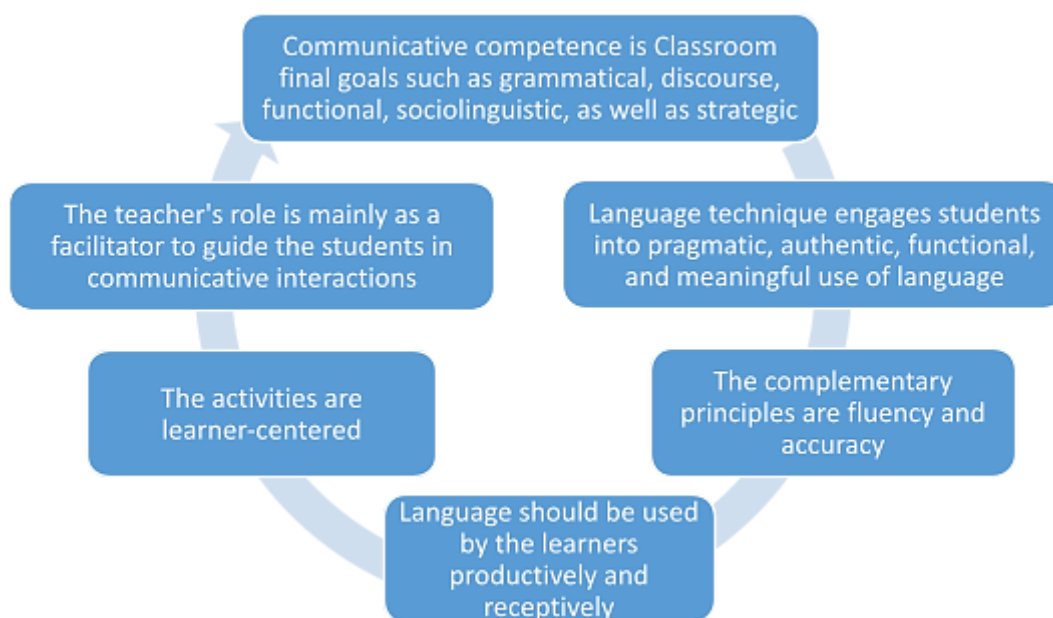 Communicative competence is Classroom
final goals such as grammatical, discourse,
functional, sociolinguistic, as well as strategic
Language technique engages students
into pragmatic, authentic, functional,
and meaningful use of language
The complementary
principles are fluency and
accuracy
Language should be used
by the learners
productively and
receptively
The activities are
learner-centered
The teacher's role is mainly as a
facilitator to guide the students in
communicative interactions